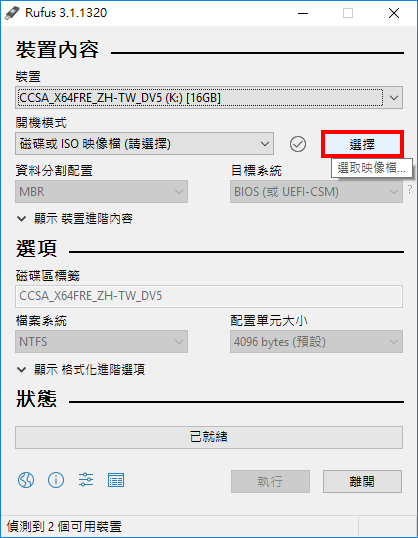 Rufus 3.1.1320
裝置內容
裝置
CCSA_X64FRE_ZH-TW_DV5 (K:) [16GB]
開機模式
磁碟或 ISO 映像檔 (請選擇)
選擇
選取映像檔...
資料分割配置
目標系統
MBR
BIOS (或 UEFI-CSM)
?
顯示 裝置進階內容
選項
磁碟區標籤
CCSA_X64FRE_ZH-TW_DV5
檔案系統
配置單元大小
NTFS
4096 bytes (預設)
顯示 格式化進階選項
狀態
已就緒
執行
離開
偵測到 2 個可用裝置